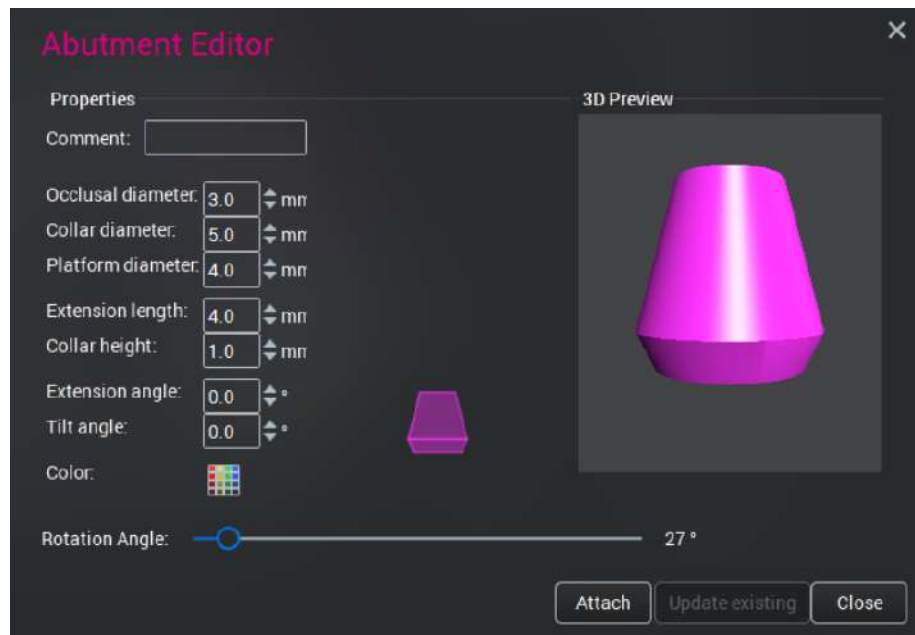 Abutment Editor
Properties
Comment:
Occlusal diameter: 3.0 mm
Collar diameter: 5.0 mm
Platform diameter: 4.0 mm
Extension length: 4.0 mm
Collar height: 1.0 mm
Extension angle: 0.0 °
Tilt angle: 0.0 °
Color:
3D Preview
Rotation Angle: 27 °
Attach Update existing Close